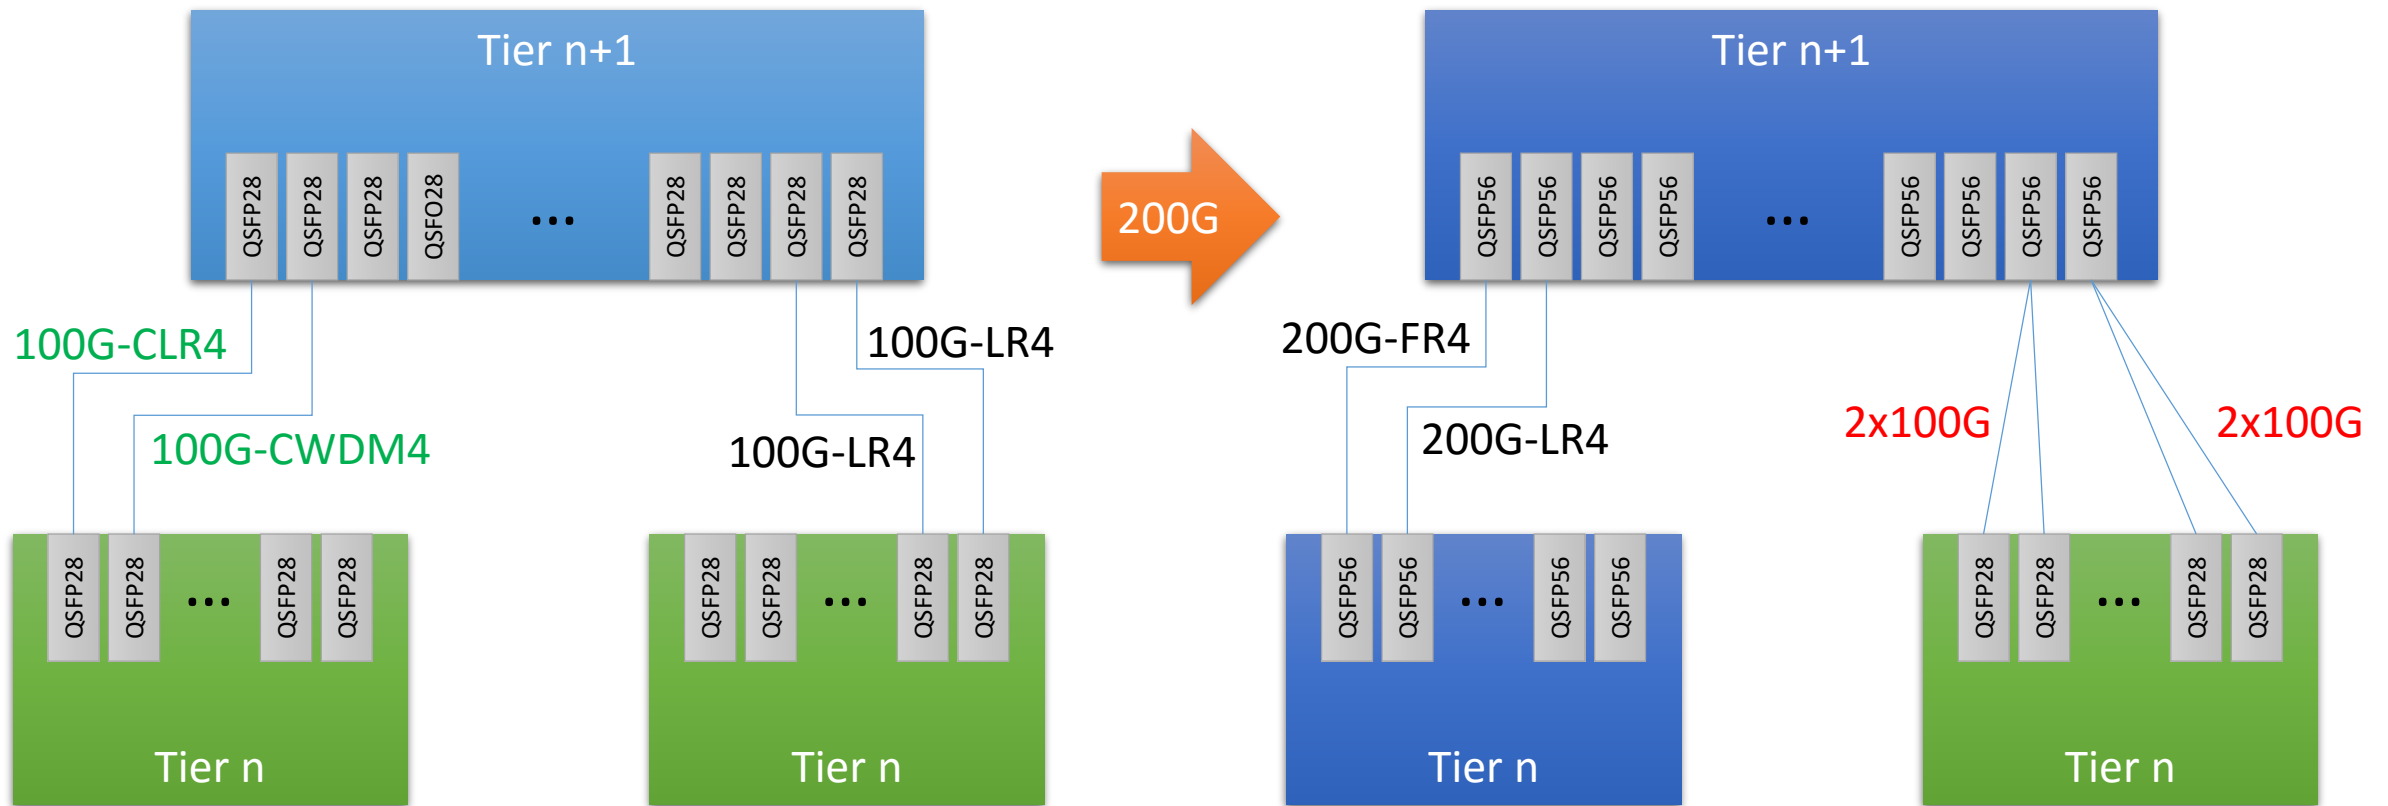 Tier n+1
QSFP28
QSFP28
QSFP28
QSFO28
...
QSFP28
QSFP28
QSFP28
QSFP28
100G-CLR4
100G-CWDM4
100G-LR4
100G-LR4
QSFP28
QSFP28
...
QSFP28
QSFP28
Tier n
QSFP28
QSFP28
...
QSFP28
QSFP28
Tier n
200G
Tier n+1
QSFP56
QSFP56
QSFP56
QSFP56
...
QSFP56
QSFP56
QSFP56
QSFP56
200G-FR4
200G-LR4
2x100G
2x100G
QSFP56
QSFP56
...
QSFP56
QSFP56
Tier n
QSFP28
QSFP28
...
QSFP28
QSFP28
Tier n